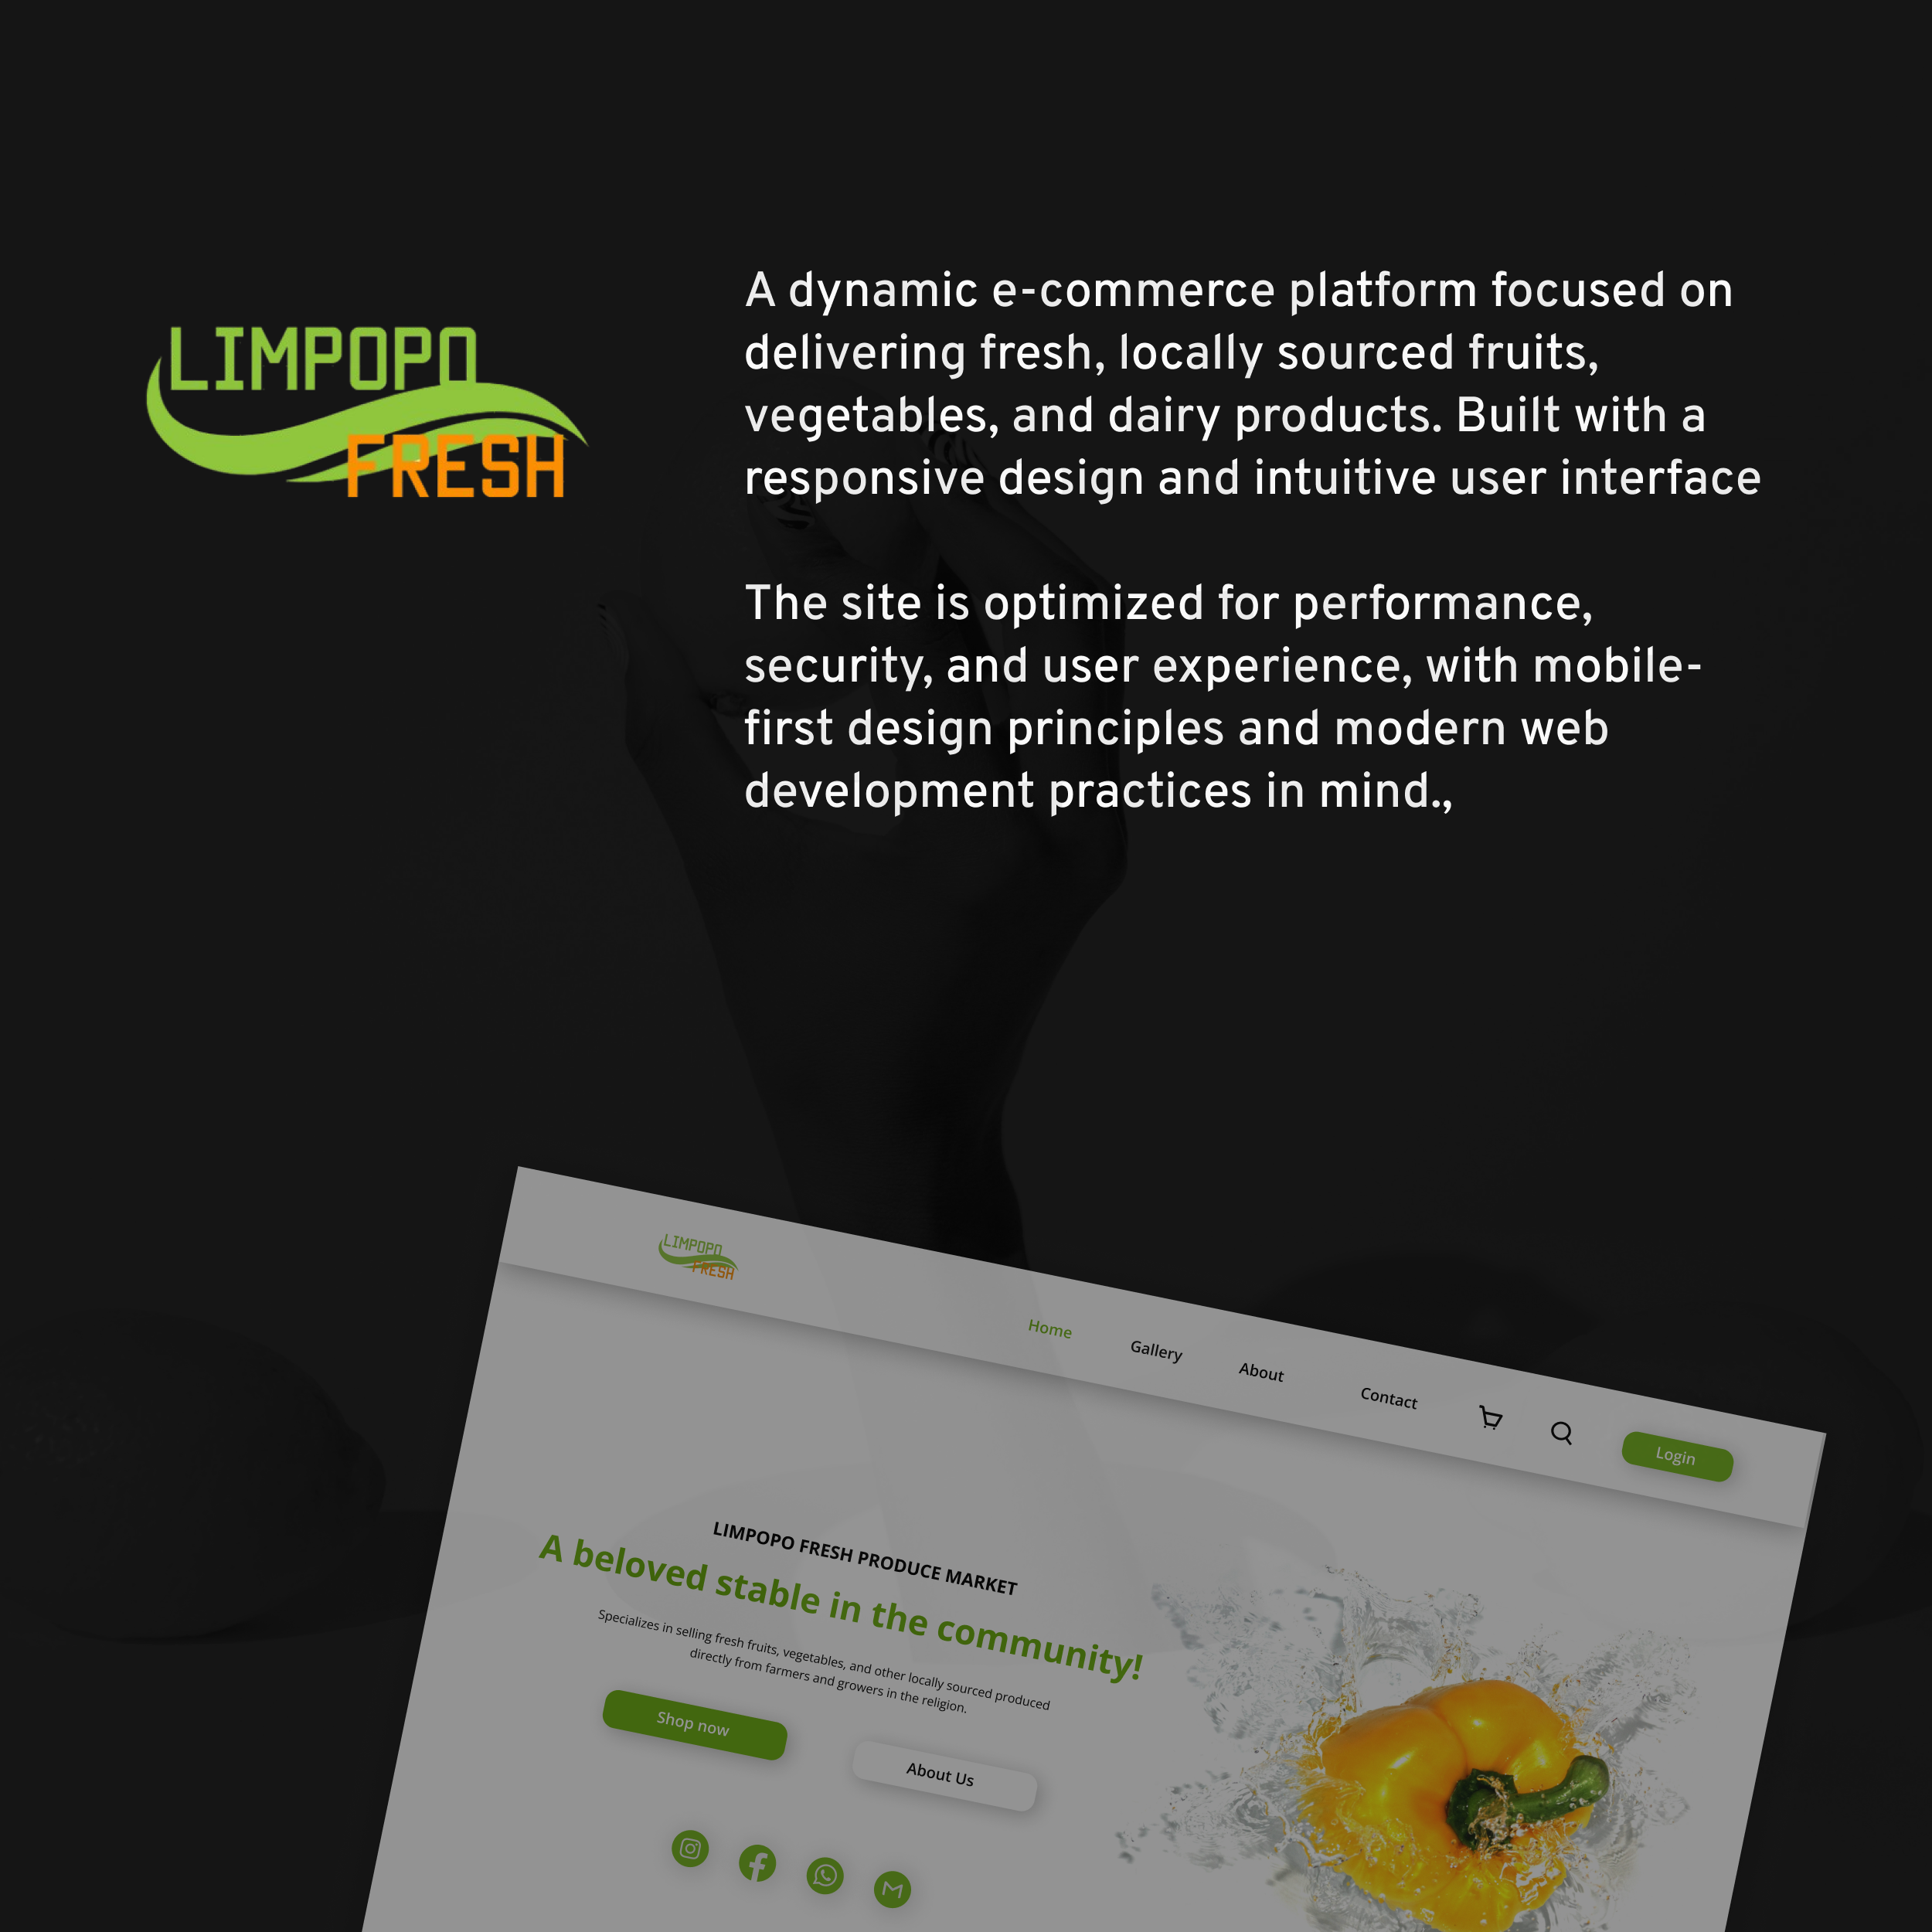 LIMPOPO
FRESH
A dynamic e-commerce platform focused on
delivering fresh, locally sourced fruits,
vegetables, and dairy products. Built with a
responsive design and intuitive user interface
The site is optimized for performance,
security, and user experience, with mobile-
first design principles and modern web
development practices in mind.,
LIMPOPO
FRESH
Home
Gallery
About
Contact
Login
LIMPOPO FRESH PRODUCE MARKET
A beloved stable in the community!
Specializes in selling fresh fruits, vegetables, and other locally sourced produced
directly from farmers and growers in the religion.
Shop now
About Us